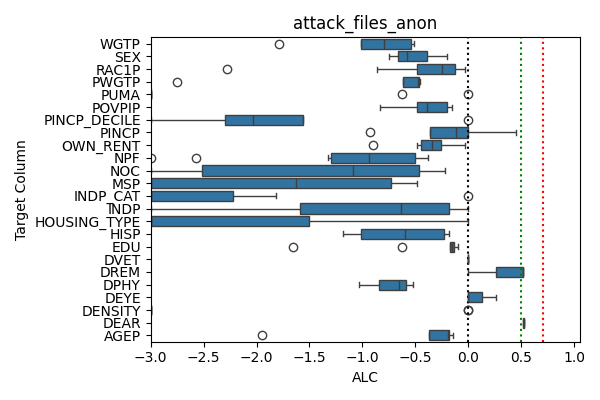 attack_files_anon
WGTP
SEX
RAC1P
PWGTP
PUMA
POVPIP
PINCP_DECILE
PINCP
OWN_RENT
NPF
NOC
MSP
INDP_CAT
INDP
HOUSING_TYPE
HISP
EDU
DVET
DREM
DPHY
DEYE
DENSITY
DEAR
AGEP
Target Column
−3.0 −2.5 −2.0 −1.5 −1.0 −0.5 0.0 0.5 1.0
ALC